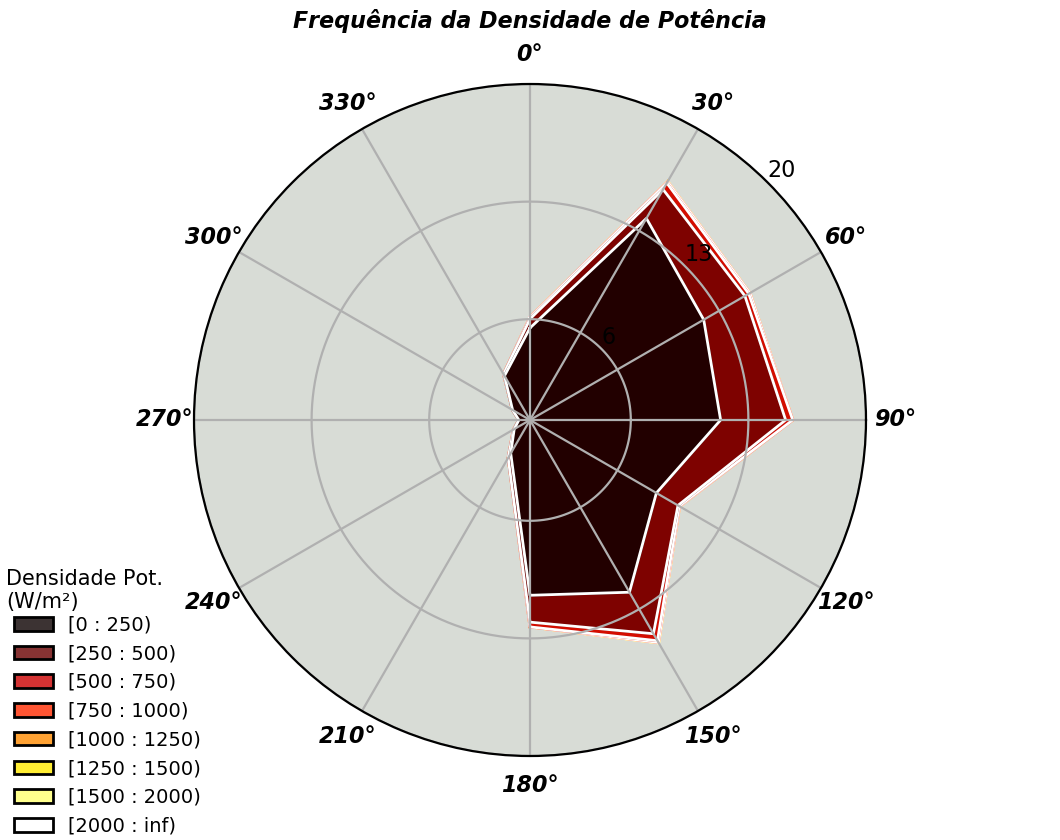 Frequência da Densidade de Potência
0°
330°
30°
20
300°
60°
13
6
270°
90°
240°
120°
210°
150°
180°
Densidade Pot.
(W/m²)
[0 : 250)
[250 : 500)
[500 : 750)
[750 : 1000)
[1000 : 1250)
[1250 : 1500)
[1500 : 2000)
[2000 : inf)